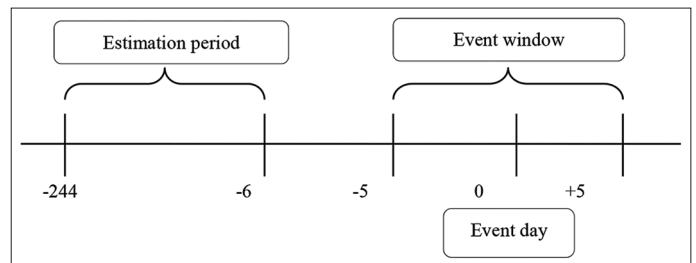 Estimation period
Event window
-244 -6 -5 0 +5
Event day